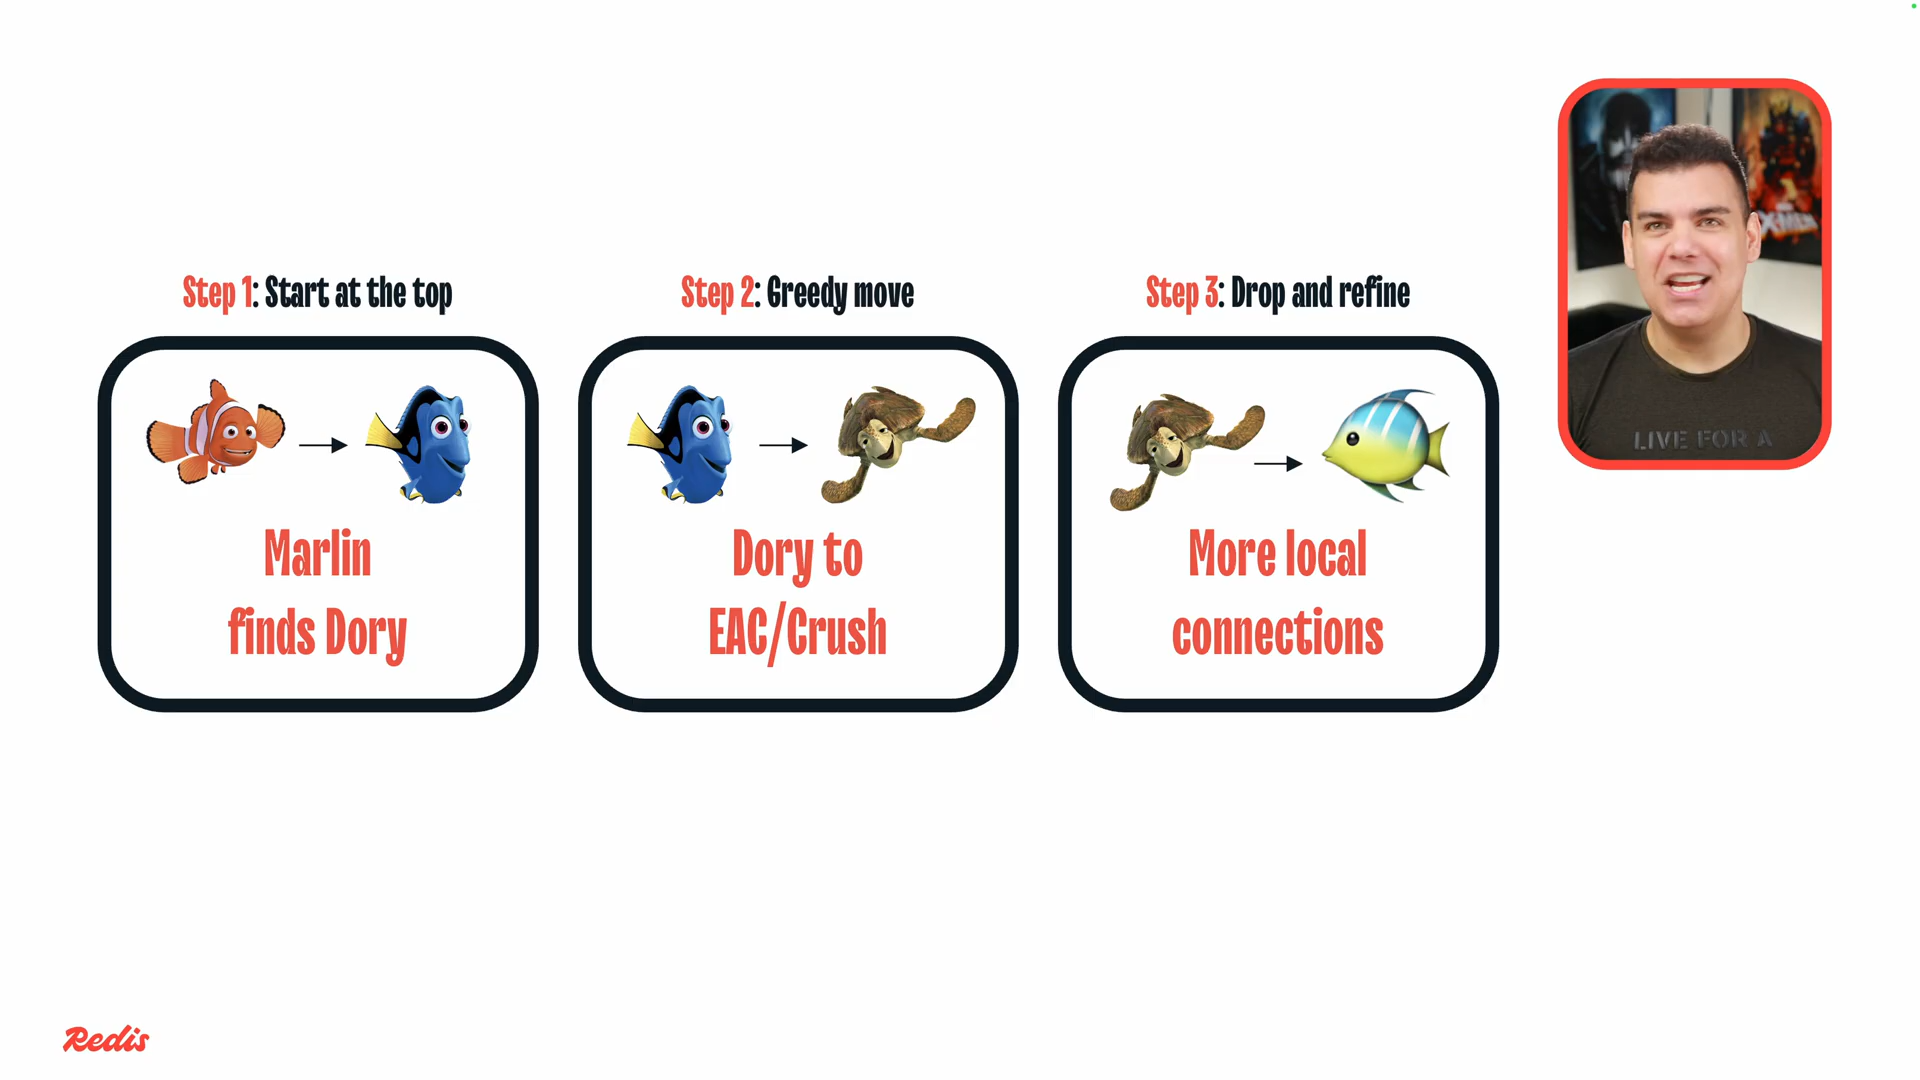 Step 1: Start at the top
Marlin
finds Dory
Step 2: Greedy move
Dory to
EAC/Crush
Step 3: Drop and refine
More local
connections
X-MEN
LIVE FOR A
Redis